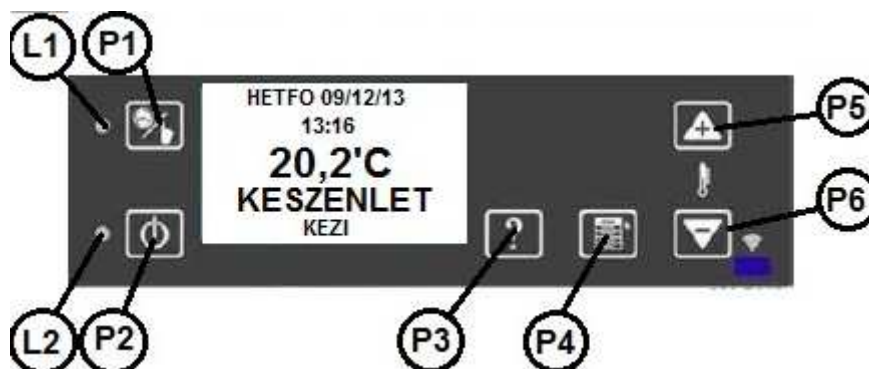 L1
P1
HETFO 09/12/13
13:16
20,2'C
KESZENLET
KEZI
+
P5
?
−
P6
L2
P2
P3
P4